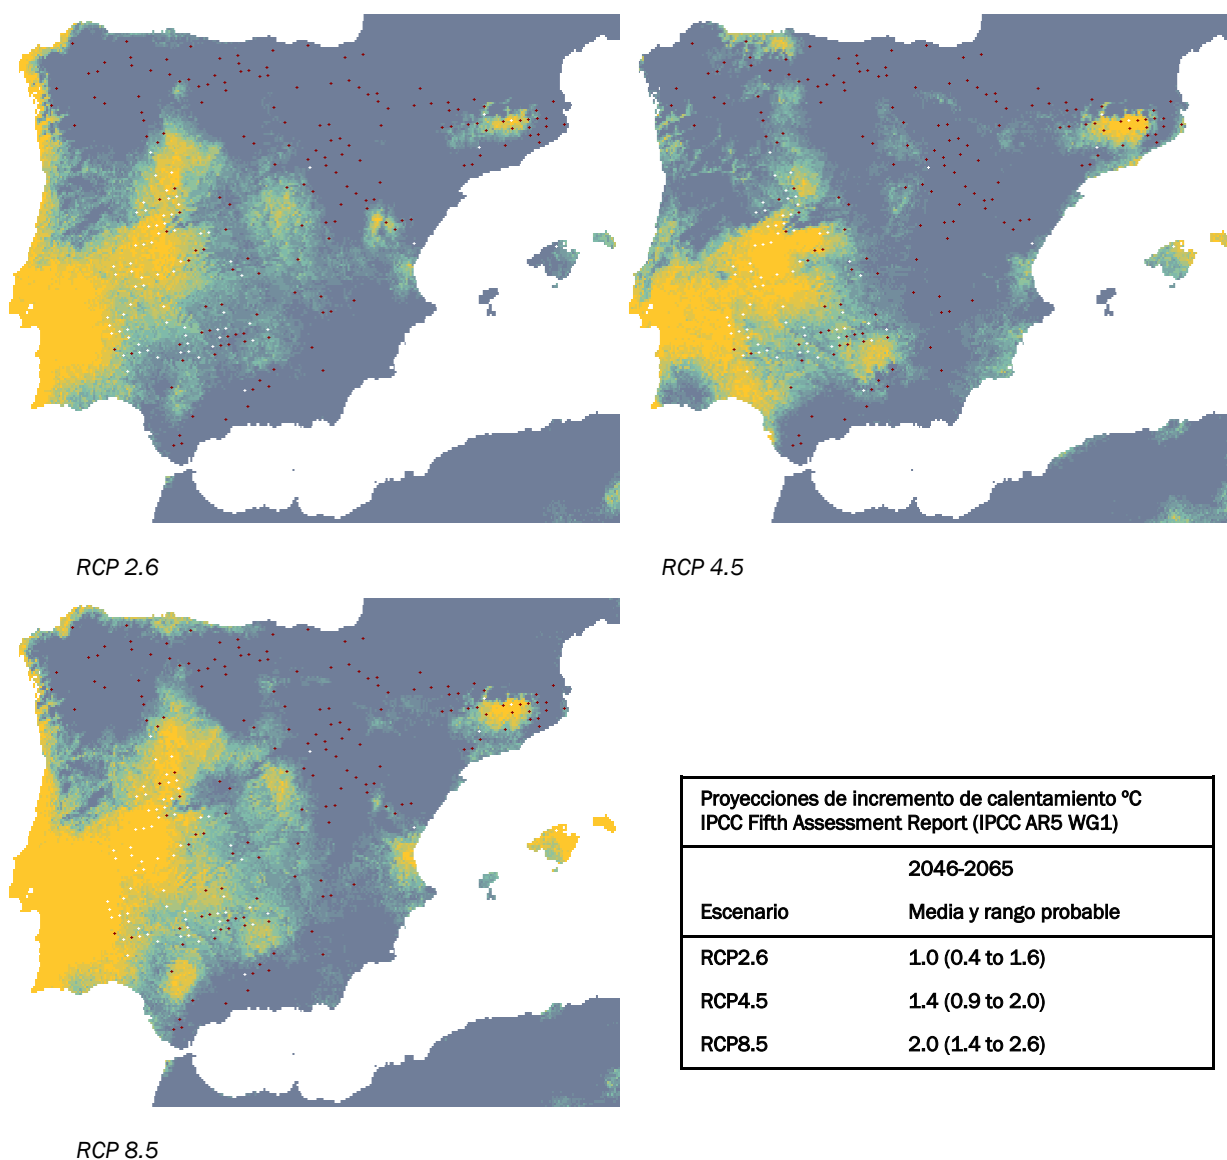 RCP 2.6
RCP 4.5
RCP 8.5
Proyecciones de incremento de calentamiento ºC
IPCC Fifth Assessment Report (IPCC AR5 WG1)
2046-2065
Escenario Media y rango probable
RCP2.6 1.0 (0.4 to 1.6)
RCP4.5 1.4 (0.9 to 2.0)
RCP8.5 2.0 (1.4 to 2.6)